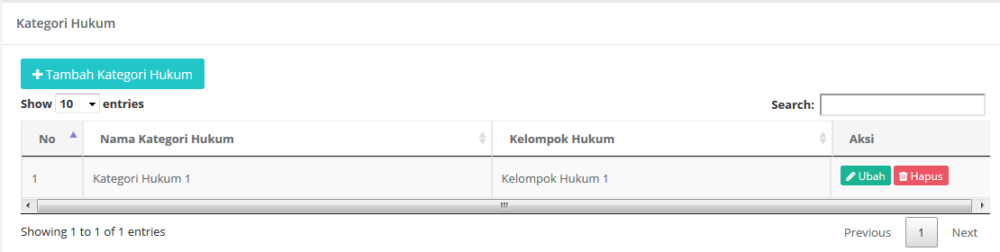 Kategori Hukum
Tambah Kategori Hukum
Show 10 entries Search:
No Nama Kategori Hukum Kelompok Hukum Aksi
1 Kategori Hukum 1 Kelompok Hukum 1 Ubah Hapus
Showing 1 to 1 of 1 entries Previous 1 Next